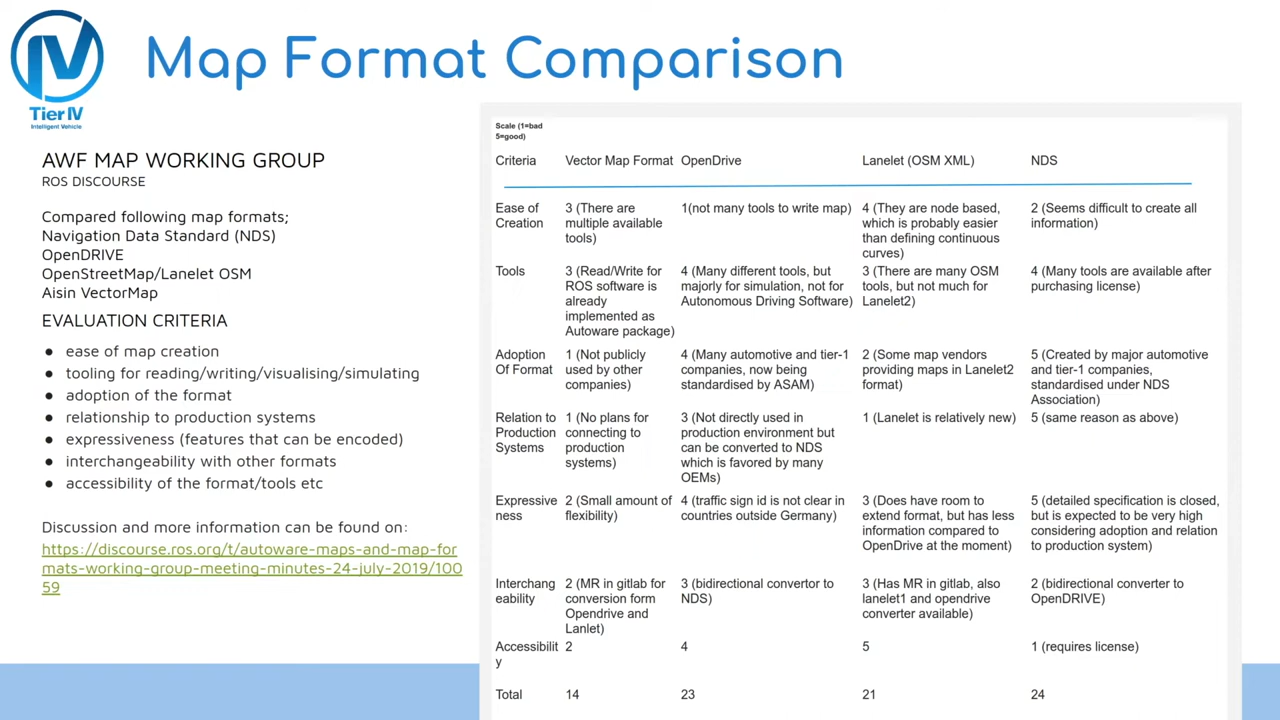 IV
Tier IV
Intelligent Vehicle
Map Format Comparison
AWF MAP WORKING GROUP
ROS DISCOURSE
Compared following map formats;
Navigation Data Standard (NDS)
OpenDRIVE
OpenStreetMap/Lanelet OSM
Aisin VectorMap
EVALUATION CRITERIA
● ease of map creation
● tooling for reading/writing/visualising/simulating
● adoption of the format
● relationship to production systems
● expressiveness (features that can be encoded)
● interchangeability with other formats
● accessibility of the format/tools etc
Discussion and more information can be found on:
https://discourse.ros.org/t/autoware-maps-and-map-for
mats-working-group-meeting-minutes-24-july-2019/100
59
Scale (1=bad
5=good)
Criteria
Vector Map Format
OpenDrive
Lanelet (OSM XML)
NDS
Ease of
Creation
3 (There are
multiple available
tools)
1(not many tools to write map)
4 (They are node based,
which is probably easier
than defining continuous
curves)
2 (Seems difficult to create all
information)
Tools
3 (Read/Write for
ROS software is
already
implemented as
Autoware package)
4 (Many different tools, but
majorly for simulation, not for
Autonomous Driving Software)
3 (There are many OSM
tools, but not much for
Lanelet2)
4 (Many tools are available after
purchasing license)
Adoption
Of Format
1 (Not publicly
used by other
companies)
4 (Many automotive and tier-1
companies, now being
standardised by ASAM)
2 (Some map vendors
providing maps in Lanelet2
format)
5 (Created by major automotive
and tier-1 companies,
standardised under NDS
Association)
Relation to
Production
Systems
1 (No plans for
connecting to
production
systems)
3 (Not directly used in
production environment but
can be converted to NDS
which is favored by many
OEMs)
1 (Lanelet is relatively new)
5 (same reason as above)
Expressive
ness
2 (Small amount of
flexibility)
4 (traffic sign id is not clear in
countries outside Germany)
3 (Does have room to
extend format, but has less
information compared to
OpenDrive at the moment)
5 (detailed specification is closed,
but is expected to be very high
considering adoption and relation
to production system)
Interchang
eability
2 (MR in gitlab for
conversion form
Opendrive and
Lanlet)
3 (bidirectional convertor to
NDS)
3 (Has MR in gitlab, also
lanelet1 and opendrive
converter available)
2 (bidirectional converter to
OpenDRIVE)
Accessibilit
y
2
4
5
1 (requires license)
Total
14
23
21
24